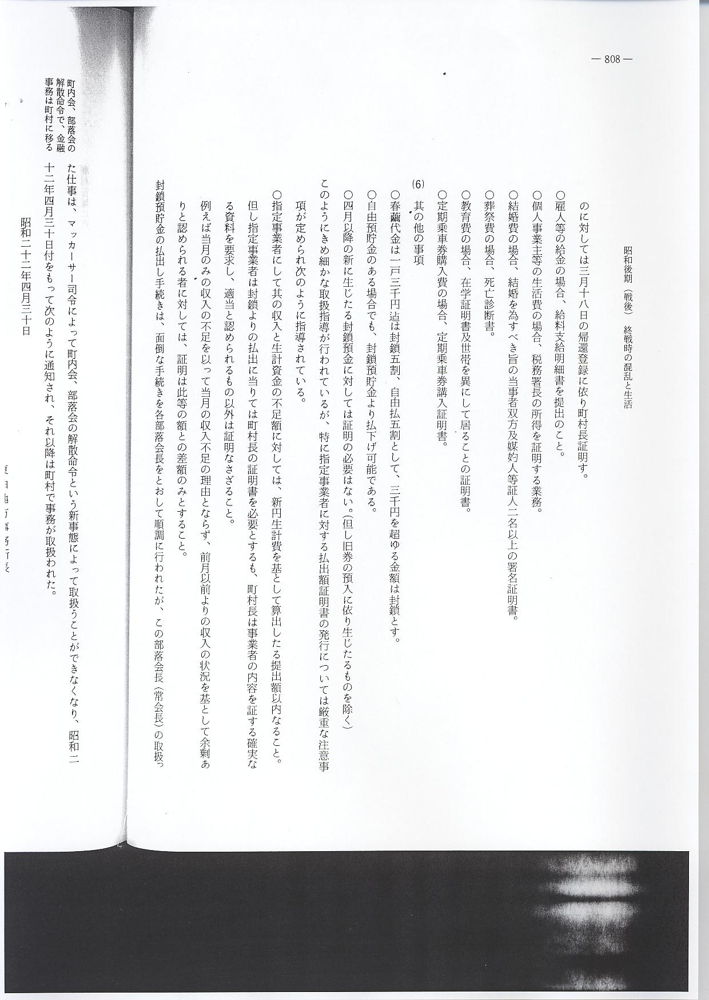 ― 808 ―
昭和後期（戦後）　終戦時の混乱と生活
のに対しては三月十八日の帰還登録に依り町村長証明す。
○雇人等の給金の場合、給料支給明細書を提出のこと。
○個人事業主等の生活費の場合、税務署長の所得を証明する業務。
○結婚費の場合、結婚を為すべき旨の当事者双方及媒妁人等証人二名以上の署名証明書。
○葬祭費の場合、死亡診断書。
○教育費の場合、在学証明書及世帯を異にして居ることの証明書。
○定期乗車券購入費の場合、定期乗車券購入証明書。
(6)　其の他の事項
○春繭代金は一戸三千円迄は封鎖五割、自由払五割として、三千円を超ゆる金額は封鎖とす。
○自由預貯金のある場合でも、封鎖預貯金より払下げ可能である。
○四月以降の新に生じたる封鎖預金に対しては証明の必要はない。（但し旧券の預入に依り生じたるものを除く）
このようにきめ細かな取扱指導が行われているが、特に指定事業者に対する払出額証明書の発行については厳重な注意事
項が定められ次のように指導されている。
○指定事業者にして其の収入と生計資金の不足額に対しては、新円生計費を基として算出したる提出額以内なること。
但し指定事業者は封鎖よりの払出に当りては町村長の証明書を必要とするも、町村長は事業者の内容を証する確実な
る資料を要求し、適当と認められるもの以外は証明なさざること。
例えば当月のみの収入の不足を以って当月の収入不足の理由とならず、前月以前よりの収入の状況を基として余剰あ
りと認められる者に対しては、証明は此等の額との差額のみとすること。
封鎖預貯金の払出し手続きは、面倒な手続きを各部落会長をとおして順調に行われたが、この部落会長（常会長）の取扱っ
町内会、部落会の
解散命令で、金融
事務は町村に移る
た仕事は、マッカーサー司令によって町内会、部落会の解散命令という新事態によって取扱うことができなくなり、昭和二
十二年四月三十日付をもって次のように通知され、それ以降は町村で事務が取扱われた。
昭和二十二年四月三十日